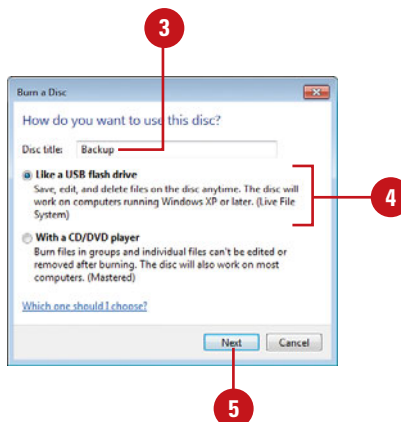 3
Burn a Disc
How do you want to use this disc?
Disc title: Backup
Like a USB flash drive
Save, edit, and delete files on the disc anytime. The disc will
work on computers running Windows XP or later. (Live File
System)
4
With a CD/DVD player
Burn files in groups and individual files can't be edited or
removed after burning. The disc will also work on most
computers. (Mastered)
Which one should I choose?
Next Cancel
5